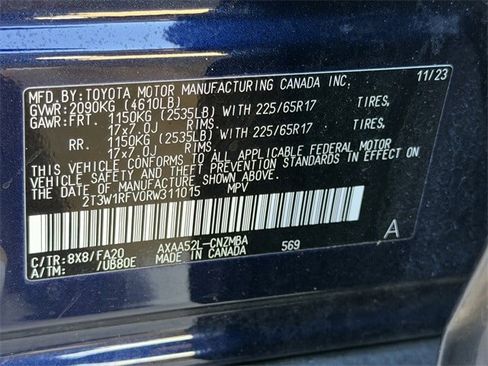 MFD.BY:TOYOTA MOTOR MANUFACTURING CANADA INC. 11/23
GVWR:2090KG (4610LB)
GAWR:FRT. 1150KG (2535LB) WITH 225/65R17 TIRES,
17x7.0J RIMS
RR. 1150KG (2535LB) WITH 225/65R17 TIRES,
17x7.0J RIMS
THIS VEHICLE CONFORMS TO ALL APPLICABLE FEDERAL MOTOR
VEHICLE SAFETY AND THEFT PREVENTION STANDARDS IN EFFECT
ON THE DATE OF MANUFACTURE SHOWN ABOVE.
2T3W1RFV0RW311015 MPV
A
C/TR:8X8/FA20 AXAA52L-CNZMBA 569
A/TM: /UB80E MADE IN CANADA